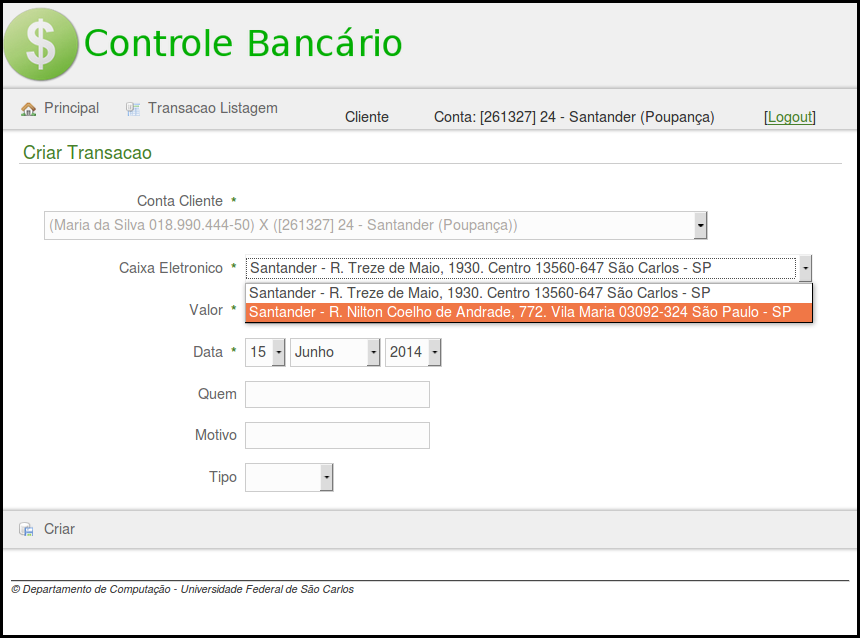 $ Controle Bancário
Principal Transacao Listagem Cliente Conta: [261327] 24 - Santander (Poupança) [Logout]
Criar Transacao
Conta Cliente *
(Maria da Silva 018.990.444-50) X ([261327] 24 - Santander (Poupança))
Caixa Eletronico * Santander - R. Treze de Maio, 1930. Centro 13560-647 São Carlos - SP
Santander - R. Treze de Maio, 1930. Centro 13560-647 São Carlos - SP
Valor * Santander - R. Nilton Coelho de Andrade, 772. Vila Maria 03092-324 São Paulo - SP
Data * 15 Junho 2014
Quem
Motivo
Tipo
Criar
© Departamento de Computação - Universidade Federal de São Carlos